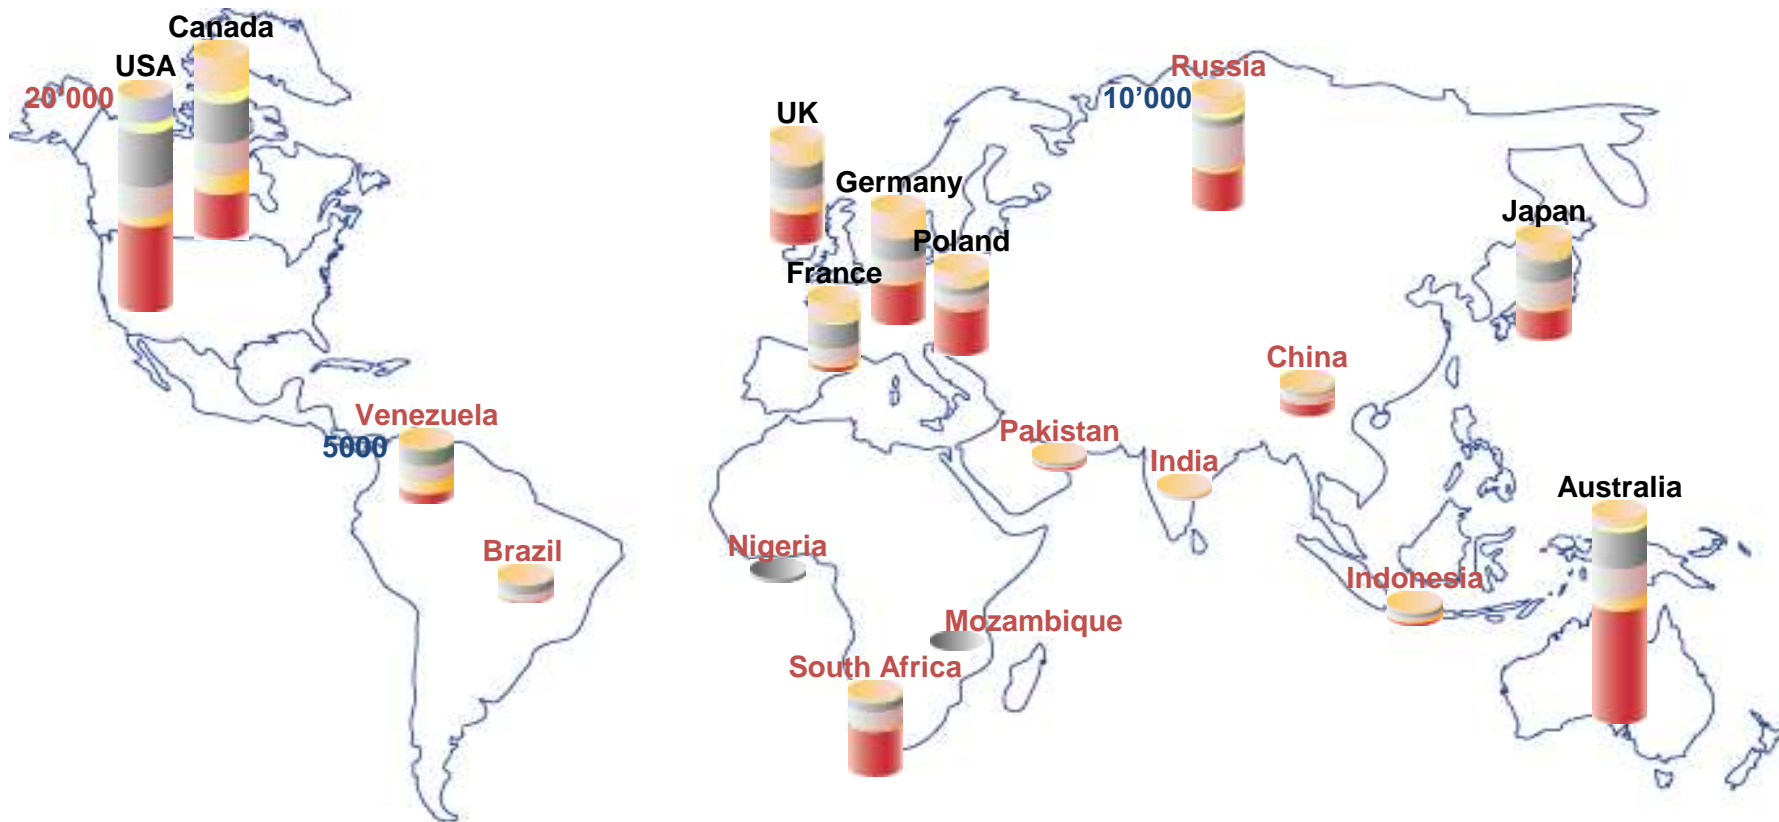 Canada
USA
20’000
Russia
10’000
UK
Germany
Japan
Poland
France
China
Venezuela
5000
Pakistan
India
Australia
Brazil
Nigeria
Indonesia
Mozambique
South Africa